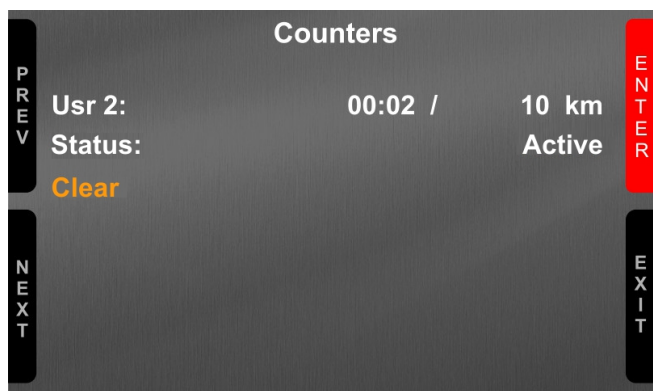 Counters
PREV
ENTER
Usr 2: 00:02 / 10 km
Status: Active
Clear
NEXT
EXIT